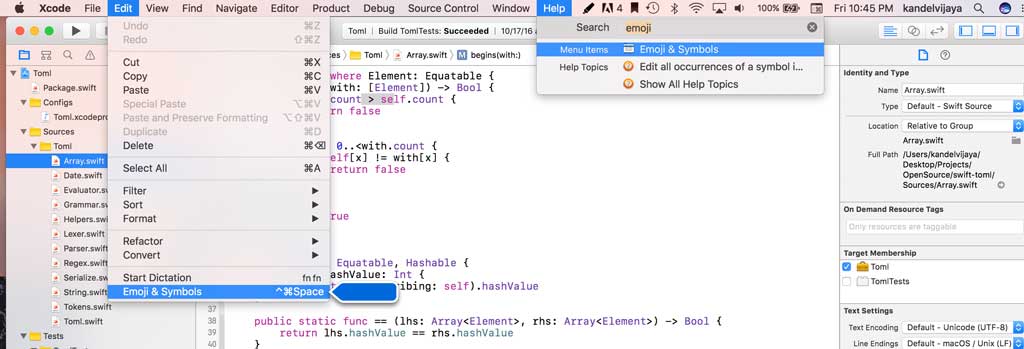 Xcode File Edit View Find Navigate Editor Product Debug Source Control Window Help 4 100% Fri 10:45 PM kandelvijaya
Toml Build TomlTests: Succeeded 10/17/16 a
Search emoji
Menu Items Emoji & Symbols
Help Topics Edit all occurrences of a symbol i...
Show All Help Topics
Undo ⌘Z
Redo ⇧⌘Z
Cut ⌘X
Copy ⌘C
Paste ⌘V
Special Paste ⌥⌘V
Paste and Preserve Formatting ⌥⇧⌘V
Duplicate ⌘D
Delete ⌘⌫
Select All ⌘A
Filter
Sort
Format
Refactor
Convert
Start Dictation fn fn
Emoji & Symbols ^⌘Space
Toml
Package.swift
Configs
Toml.xcodepro
Sources
Toml
Array.swift
Date.swift
Evaluator.swift
Grammar.swift
Helpers.swift
Lexer.swift
Parser.swift
Regex.swift
Serialize.swift
String.swift
Tokens.swift
Toml.swift
Tests
ces Toml Array.swift M begins(with:)
where Element: Equatable {
with: [Element]) -> Bool {
count > self.count {
rn false
0..<with.count {
elf[x] != with[x] {
return false
rue
Equatable, Hashable {
ashValue: Int {
ribing: self).hashValue
37
38 public static func == (lhs: Array<Element>, rhs: Array<Element>) -> Bool {
39 return lhs.hashValue == rhs.hashValue
40 }
Identity and Type
Name Array.swift
Type Default - Swift Source
Location Relative to Group
Array.swift
Full Path /Users/kandelvijaya/
Desktop/Projects/
OpenSource/swift-toml/
Sources/Array.swift
On Demand Resource Tags
Only resources are taggable
Target Membership
Toml
TomlTests
Text Settings
Text Encoding Default - Unicode (UTF-8)
Line Endings Default - macOS / Unix (LF)